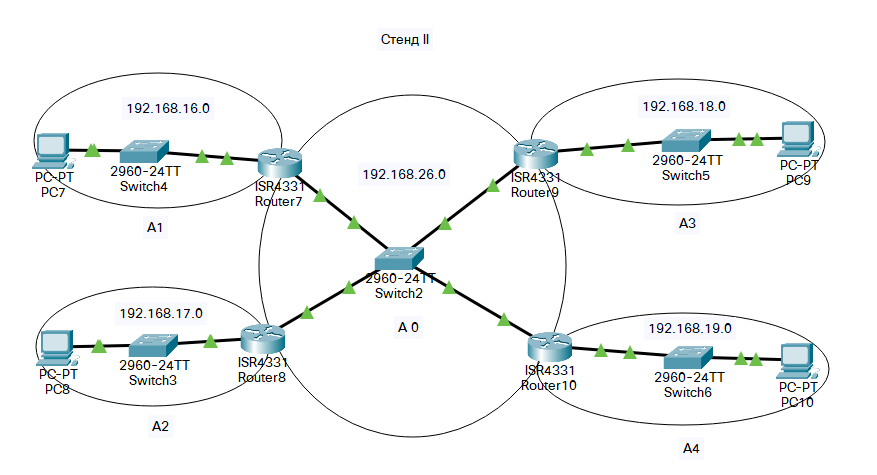 Стенд II
192.168.16.0
PC-PT
PC7
2960-24TT
Switch4
ISR4331
Router7
A1
192.168.26.0
192.168.18.0
ISR4331
Router9
2960-24TT
Switch5
PC-PT
PC9
A3
2960-24TT
Switch2
A 0
192.168.17.0
PC-PT
PC8
2960-24TT
Switch3
ISR4331
Router8
A2
192.168.19.0
ISR4331
Router10
2960-24TT
Switch6
PC-PT
PC10
A4